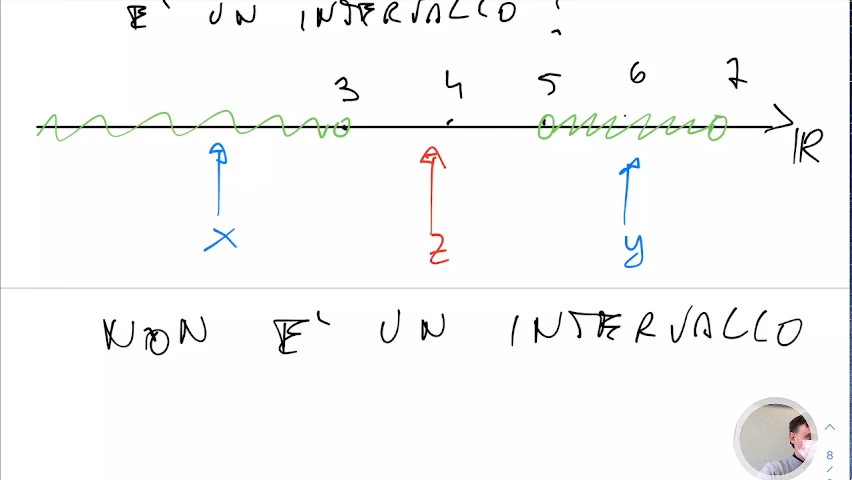 E' UN INTERVALLO ?
3 4 5 6 7
IR
x z y
NON E' UN INTERVALLO
8